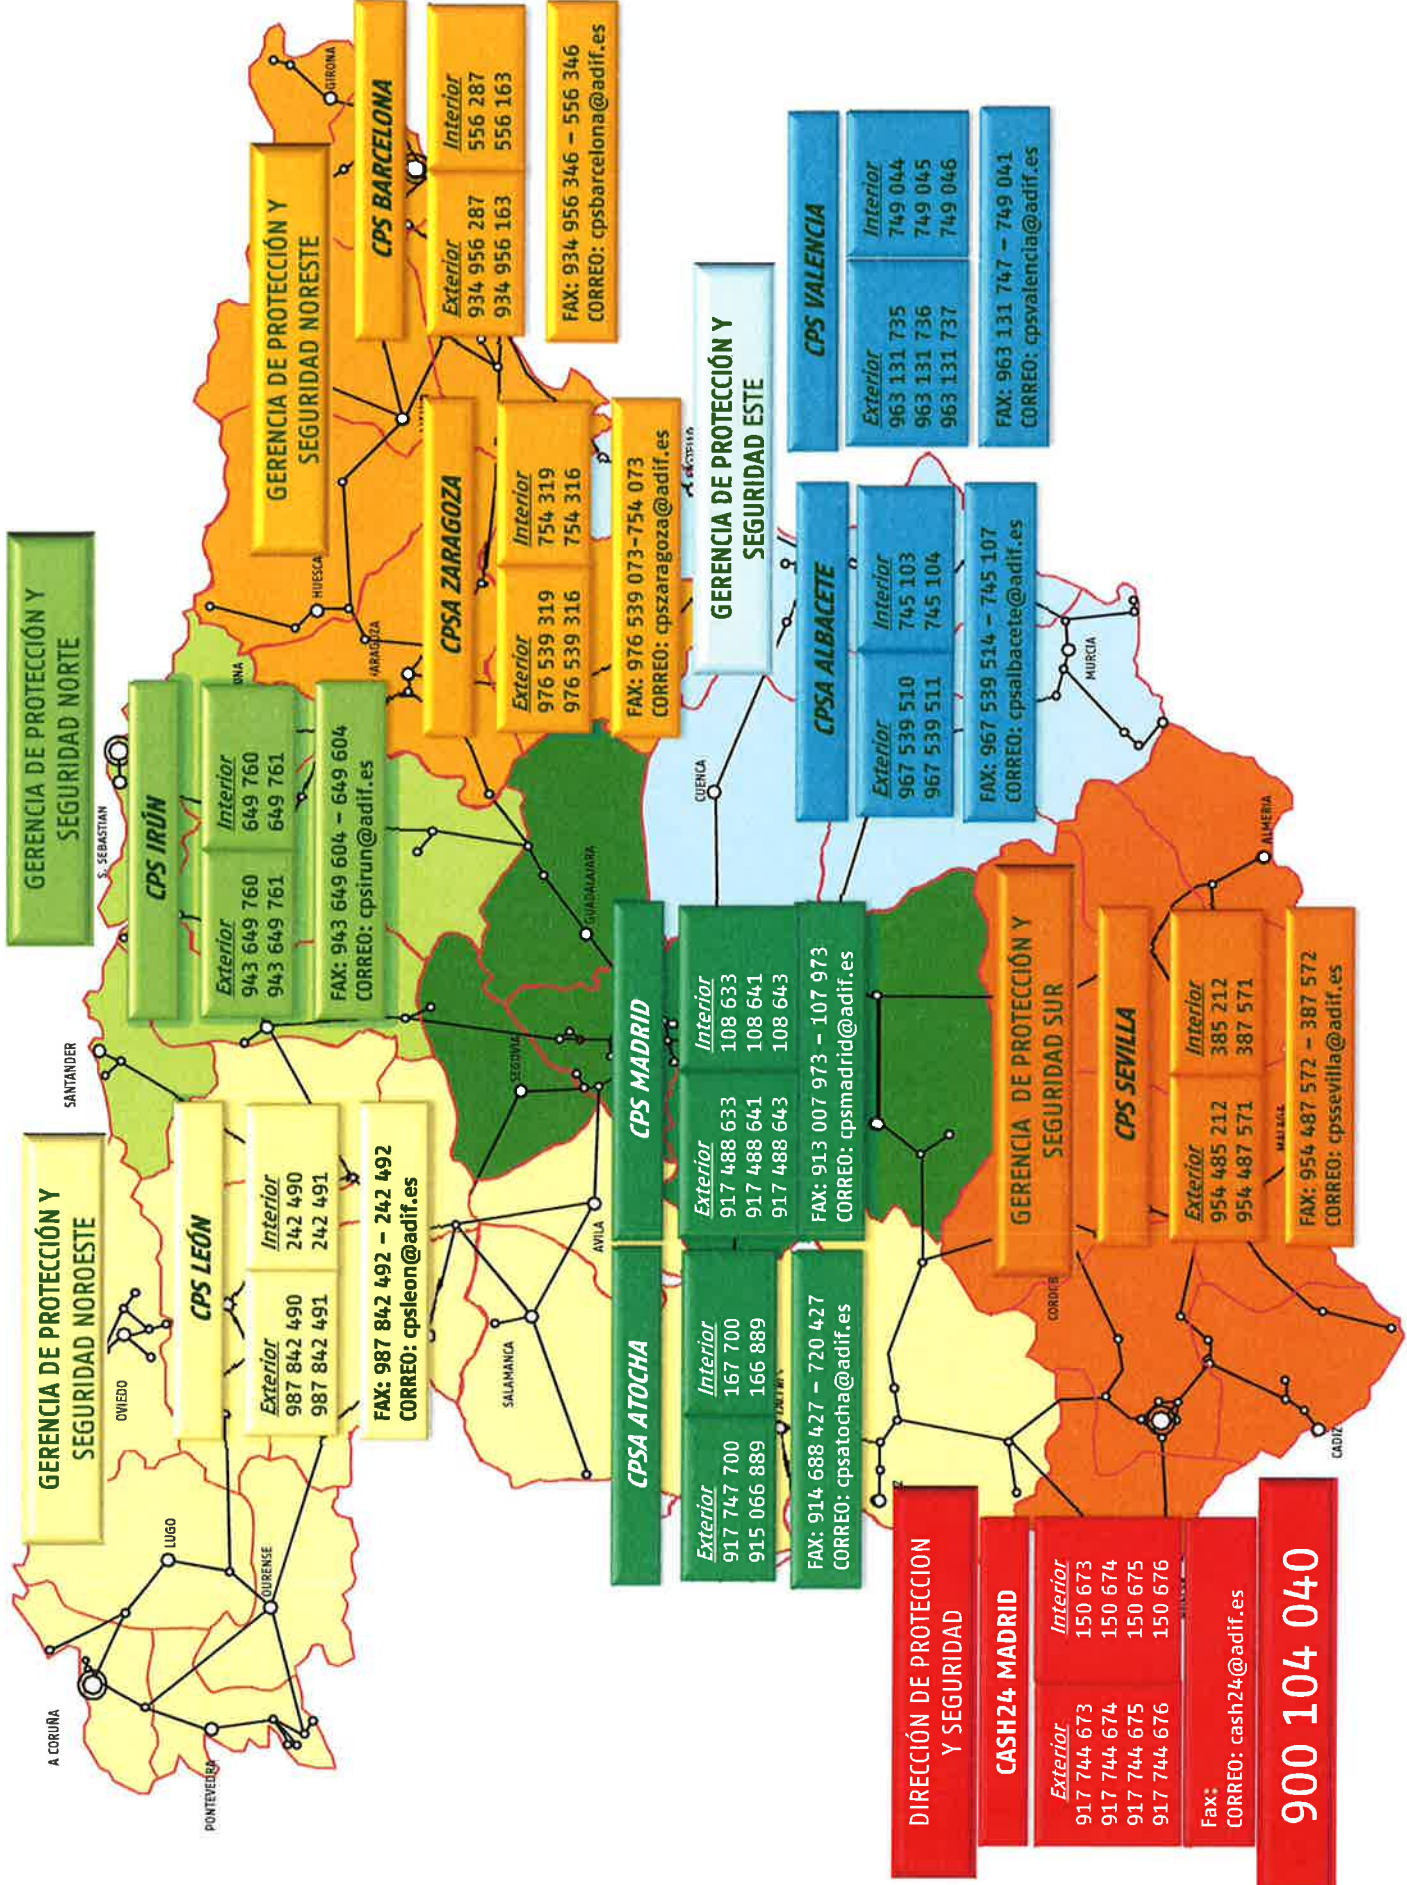 GERENCIA DE PROTECCIÓN Y
SEGURIDAD NOROESTE
GERENCIA DE PROTECCIÓN Y
SEGURIDAD NORTE
A CORUÑA
LUGO
OVIEDO
SANTANDER
S. SEBASTIAN
PONTEVEDRA
OURENSE
CPS LEÓN
Exterior Interior
987 842 490 242 490
987 842 491 242 491
FAX: 987 842 492 – 242 492
CORREO: cpsleon@adif.es
CPS IRÚN
Exterior Interior
943 649 760 649 760
943 649 761 649 761
FAX: 943 649 604 – 649 604
CORREO: cpsirun@adif.es
ONA
HUESCA
GIRONA
GERENCIA DE PROTECCIÓN Y
SEGURIDAD NORESTE
CPS BARCELONA
Exterior Interior
934 956 287 556 287
934 956 163 556 163
FAX: 934 956 346 – 556 346
CORREO: cpsbarcelona@adif.es
ARAGOZA
CPSA ZARAGOZA
Exterior Interior
976 539 319 754 319
976 539 316 754 316
FAX: 976 539 073–754 073
CORREO: cpszaragoza@adif.es
SALAMANCA
AVILA
SEGOVIA
GUADALAJARA
CUENCA
GERENCIA DE PROTECCIÓN Y
SEGURIDAD ESTE
CPSA ATOCHA
Exterior Interior
917 747 700 167 700
915 066 889 166 889
FAX: 914 688 427 – 720 427
CORREO: cpsatocha@adif.es
CPS MADRID
Exterior Interior
917 488 633 108 633
917 488 641 108 641
917 488 643 108 643
FAX: 913 007 973 – 107 973
CORREO: cpsmadrid@adif.es
CPSA ALBACETE
Exterior Interior
967 539 510 745 103
967 539 511 745 104
FAX: 967 539 514 – 745 107
CORREO: cpsalbacete@adif.es
CPS VALENCIA
Exterior Interior
963 131 735 749 044
963 131 736 749 045
963 131 737 749 046
FAX: 963 131 747 – 749 041
CORREO: cpsvalencia@adif.es
MURCIA
DIRECCIÓN DE PROTECCION
Y SEGURIDAD
CASH24 MADRID
Exterior Interior
917 744 673 150 673
917 744 674 150 674
917 744 675 150 675
917 744 676 150 676
Fax:
CORREO: cash24@adif.es
900 104 040
GERENCIA DE PROTECCIÓN Y
SEGURIDAD SUR
CORDOB
CPS SEVILLA
Exterior Interior
954 485 212 385 212
954 487 571 387 571
MALAGA
FAX: 954 487 572 – 387 572
CORREO: cpssevilla@adif.es
ALMERIA
CADIZ